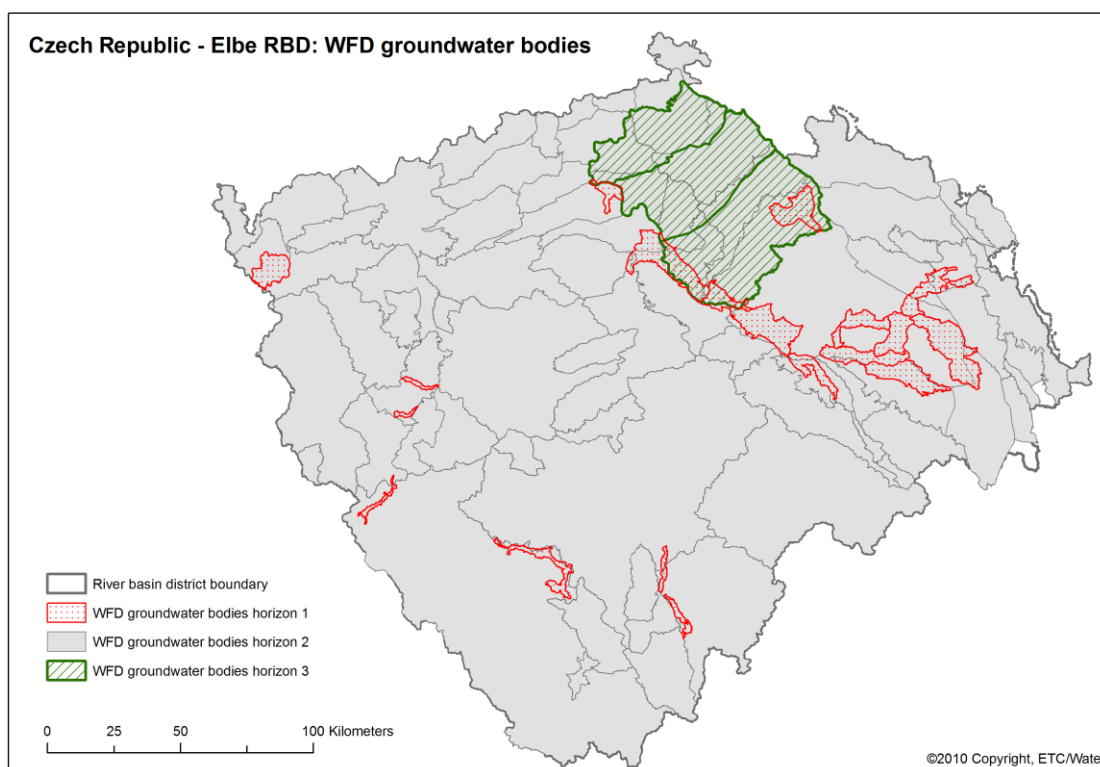 Czech Republic - Elbe RBD: WFD groundwater bodies
River basin district boundary
WFD groundwater bodies horizon 1
WFD groundwater bodies horizon 2
WFD groundwater bodies horizon 3
0 25 50 100 Kilometers
©2010 Copyright, ETC/Wate